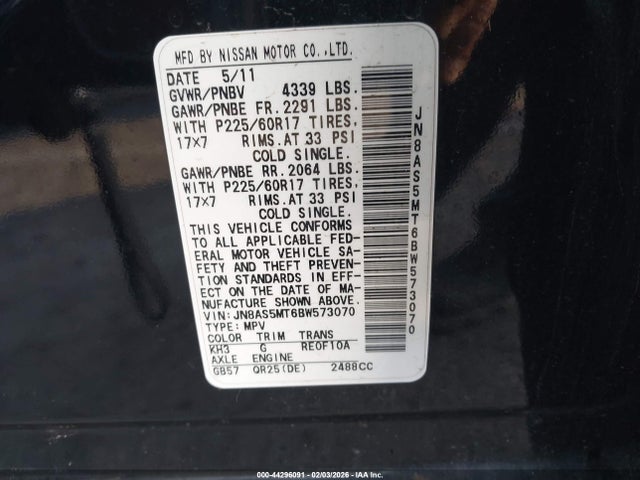 MFD BY NISSAN MOTOR CO.,LTD.
DATE 5/11
GVWR/PNBV 4339 LBS.
GAWR/PNBE FR. 2291 LBS.
WITH P225/60R17 TIRES,
17×7 RIMS.AT 33 PSI
COLD SINGLE.
GAWR/PNBE RR. 2064 LBS.
WITH P225/60R17 TIRES,
17×7 RIMS.AT 33 PSI
COLD SINGLE.
THIS VEHICLE CONFORMS
TO ALL APPLICABLE FED-
ERAL MOTOR VEHICLE SA-
FETY AND THEFT PREVEN-
TION STANDARDS IN EFF-
ECT ON THE DATE OF MA-
NUFACTURE SHOWN ABOVE.
VIN:JN8AS5MT6BW573070
TYPE:MPV
COLOR TRIM TRANS
KH3 G RE0F10A
AXLE ENGINE
GB57 QR25(DE) 2488CC
JN8AS5MT6BW573070
000-44296091 - 02/03/2026 - IAA Inc.